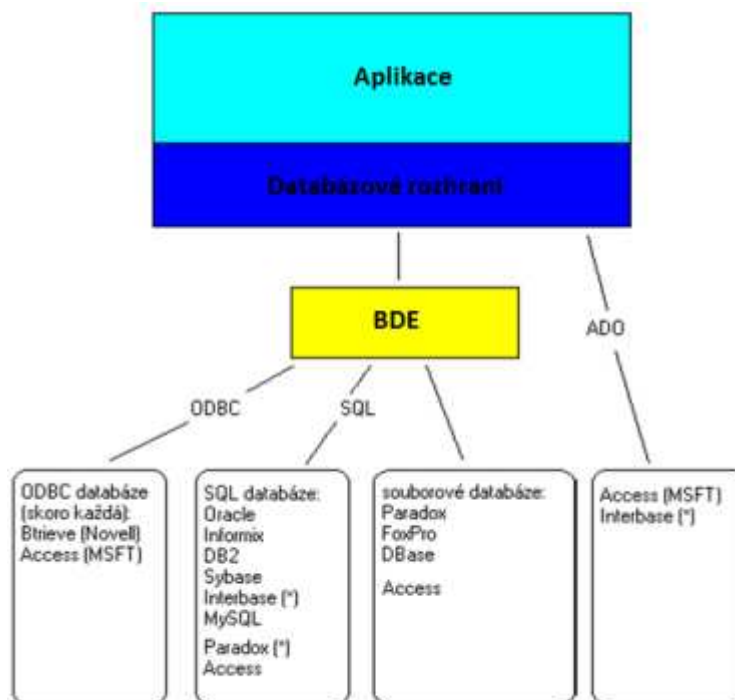 Aplikace
Databázové rozhraní
BDE
ADO
ODBC
SQL
ODBC databáze
(skoro každá):
Btrieve (Novell)
Access (MSFT)
SQL databáze:
Oracle
Informix
DB2
Sybase
Interbase (*)
MySQL
Paradox (*)
Access
souborové databáze:
Paradox
FoxPro
DBase
Access
Access (MSFT)
Interbase (*)